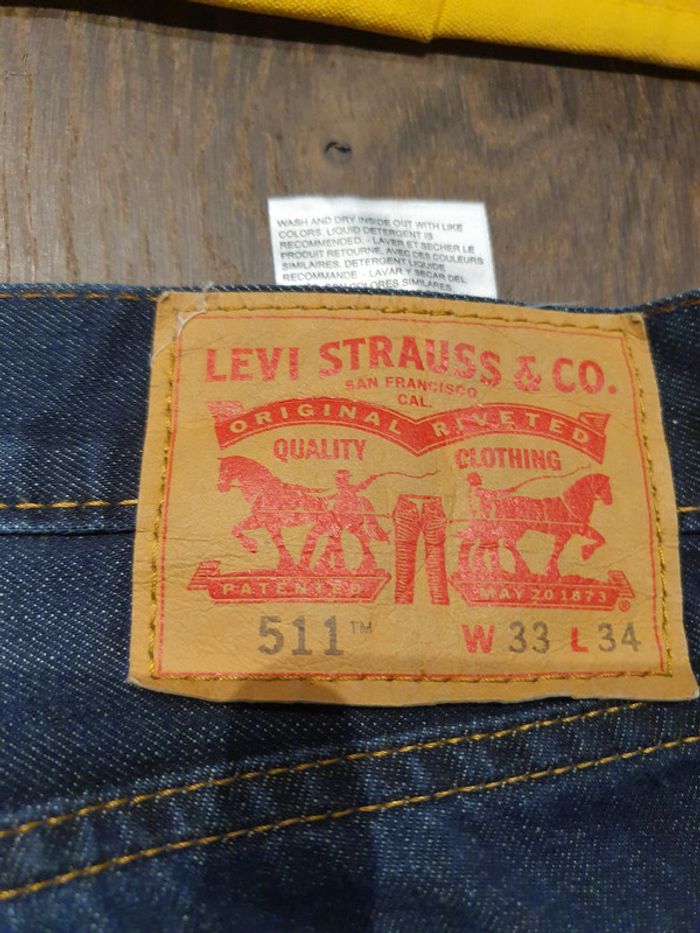 WASH AND DRY INSIDE OUT WITH LIKE
COLORS. LIQUID DETERGENT IS
RECOMMENDED. - LAVER ET SECHER LE
PRODUIT RETOURNE, AVEC DES COULEURS
SIMILAIRES. DETERGENT LIQUIDE
RECOMMANDE - LAVAR Y SECAR DEL
COLORES SIMILARES
LEVI STRAUSS & CO.
SAN FRANCISCO
CAL.
ORIGINAL RIVETED
QUALITY CLOTHING
PATENTED MAY 20 1873 ®
511™ W 33 L 34